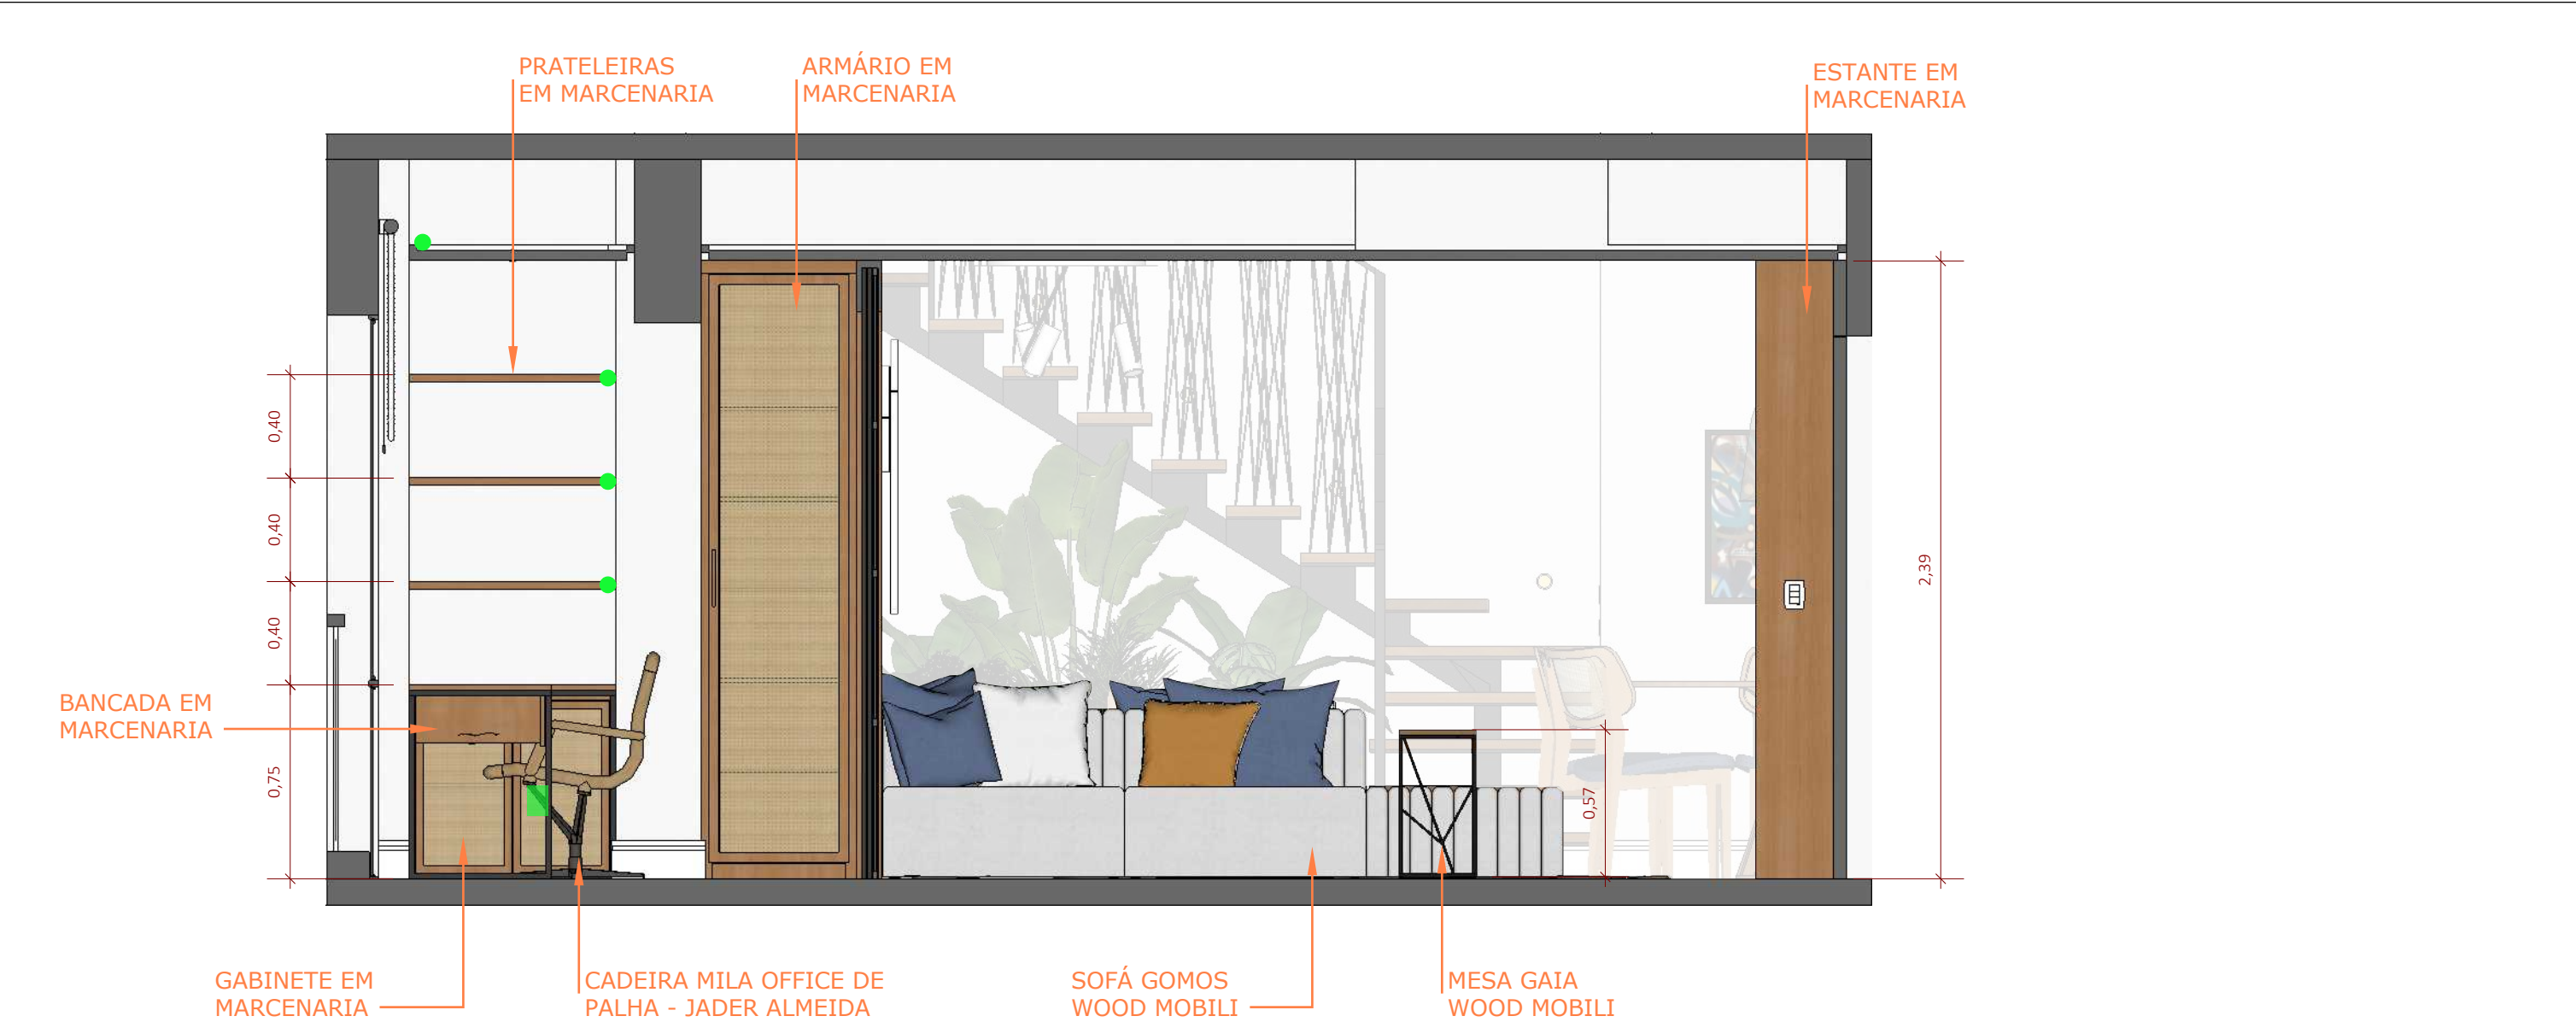 PRATELEIRAS
EM MARCENARIA
ARMÁRIO EM
MARCENARIA
ESTANTE EM
MARCENARIA
0,40
0,40
0,40
0,75
2,39
0,57
BANCADA EM
MARCENARIA
GABINETE EM
MARCENARIA
CADEIRA MILA OFFICE DE
PALHA - JADER ALMEIDA
SOFÁ GOMOS
WOOD MOBILI
MESA GAIA
WOOD MOBILI